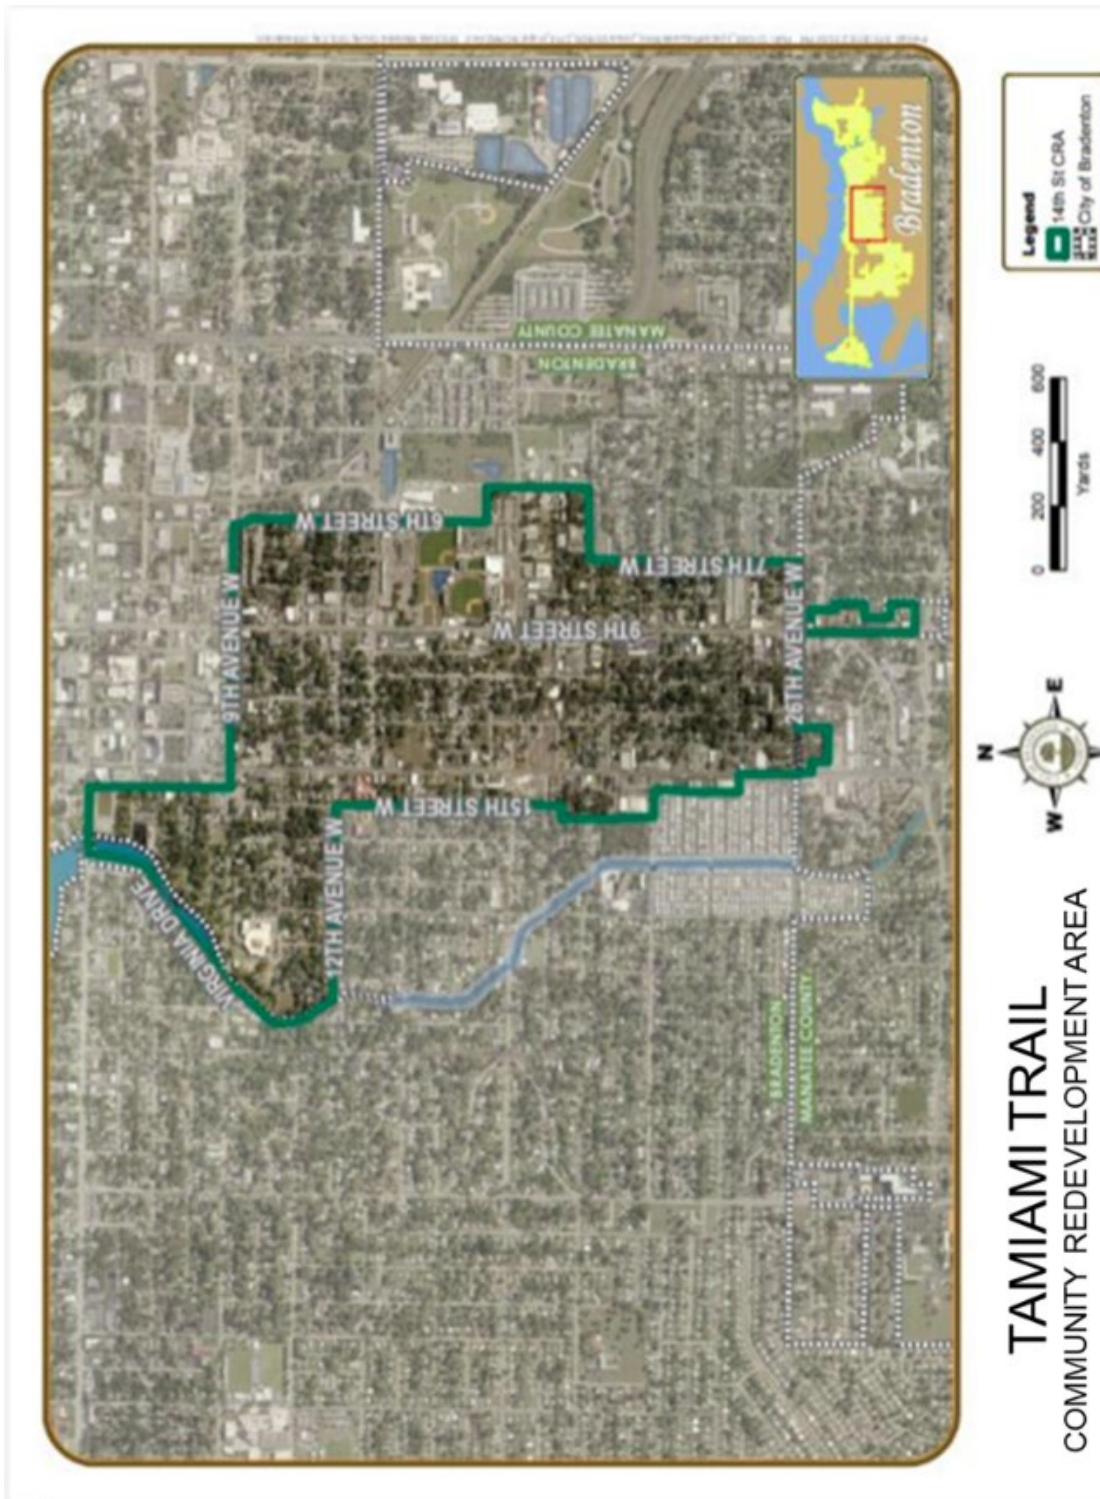 9TH AVENUE W
6TH STREET W
VIRGINIA DRIVE
12TH AVENUE W
15TH STREET W
9TH STREET W
7TH STREET W
26TH AVENUE W
MANATEE COUNTY
BRADENTON
BRADENTON
MANATEE COUNTY
Bradenton
TAMIAMI TRAIL
COMMUNITY REDEVELOPMENT AREA
N
W
E
0 200 400 600
Yards
Legend
14th St CRA
City of Bradenton